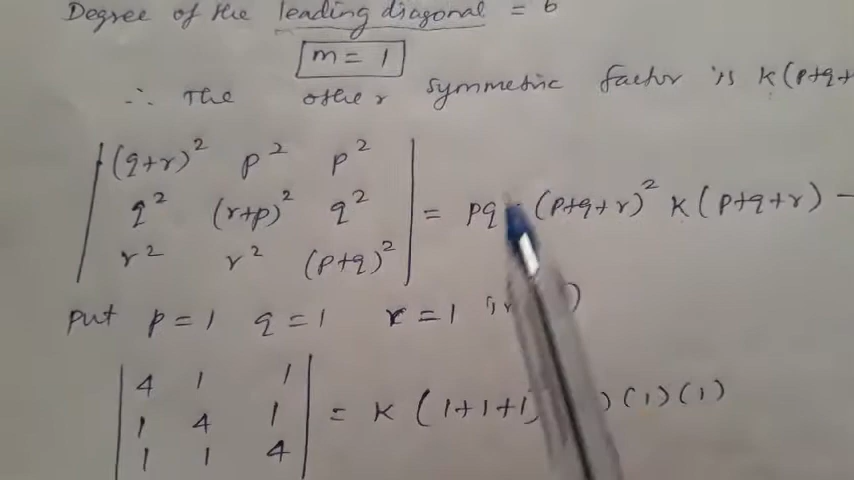 Degree of the leading diagonal = 6
m = 1
∴ The other symmetric factor is K(p+q+
| (q+r)² p² p² |
| q² (r+p)² q² | = pq (p+q+r)² K(p+q+r) –
| r² r² (p+q)² |
put p = 1 q = 1 r = 1 )
| 4 1 1 |
| 1 4 1 | = K (1+1+1) ) (1) (1)
| 1 1 4 |